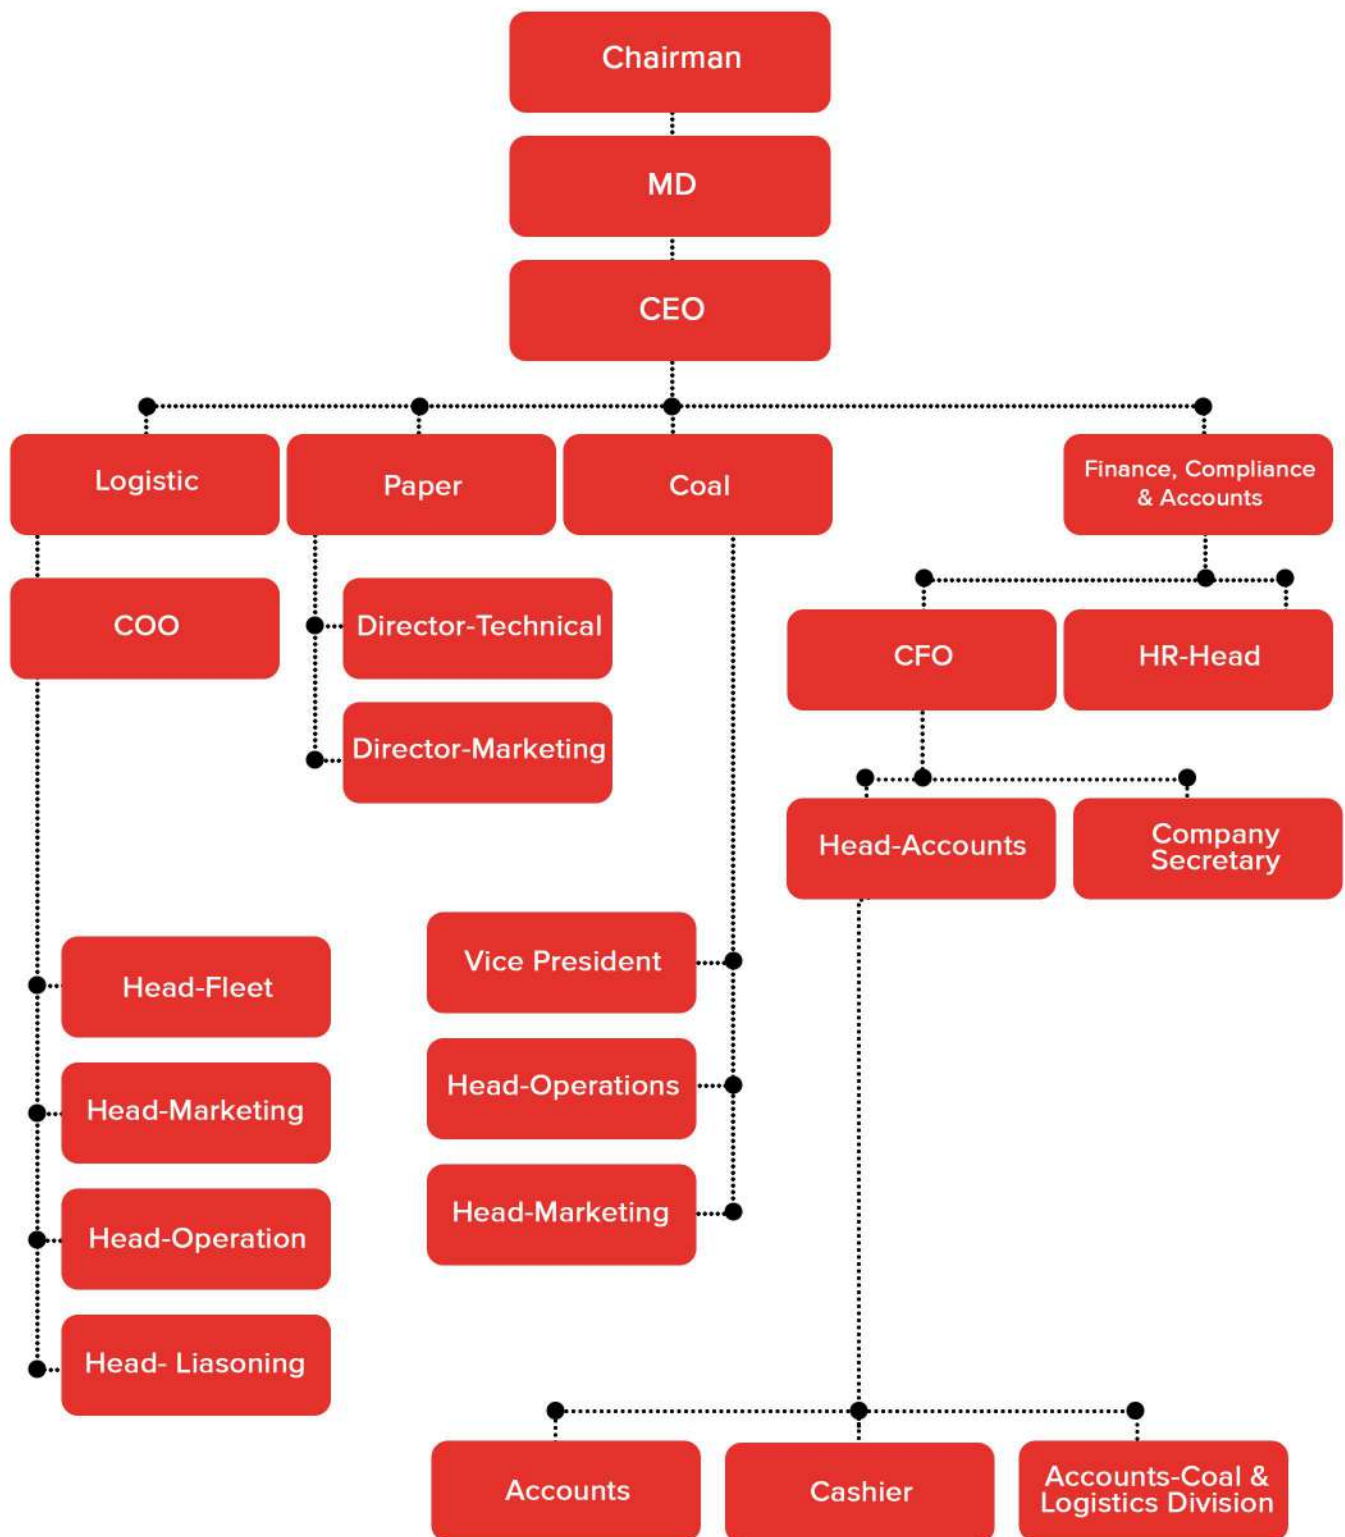 Chairman
MD
CEO
Logistic
Paper
Coal
Finance, Compliance
& Accounts
COO
Director-Technical
Director-Marketing
CFO
HR-Head
Head-Accounts
Company
Secretary
Head-Fleet
Head-Marketing
Head-Operation
Head- Liasoning
Vice President
Head-Operations
Head-Marketing
Accounts
Cashier
Accounts-Coal &
Logistics Division